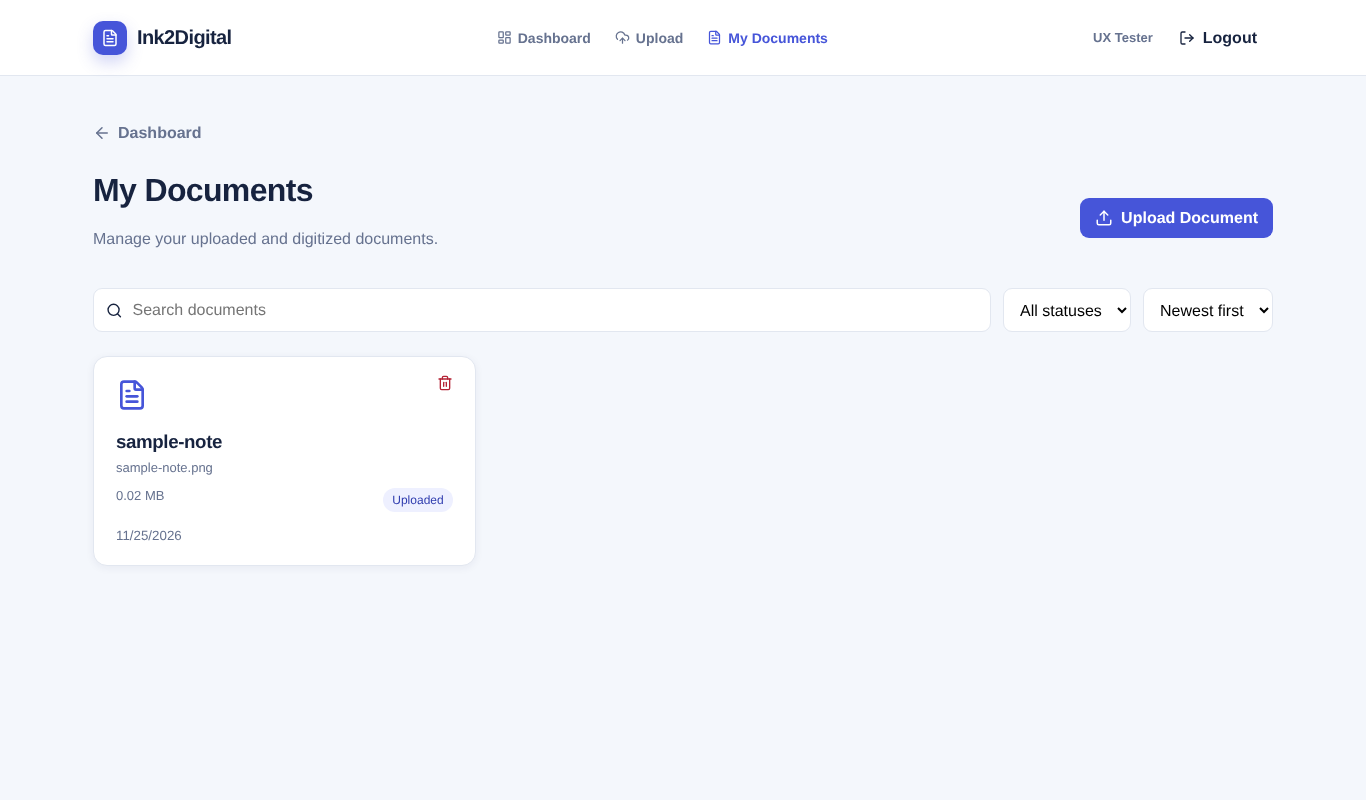 Ink2Digital
Dashboard
Upload
My Documents
UX Tester
Logout
Dashboard
My Documents
Manage your uploaded and digitized documents.
Upload Document
Search documents
All statuses
Newest first
sample-note
sample-note.png
0.02 MB
Uploaded
11/25/2026